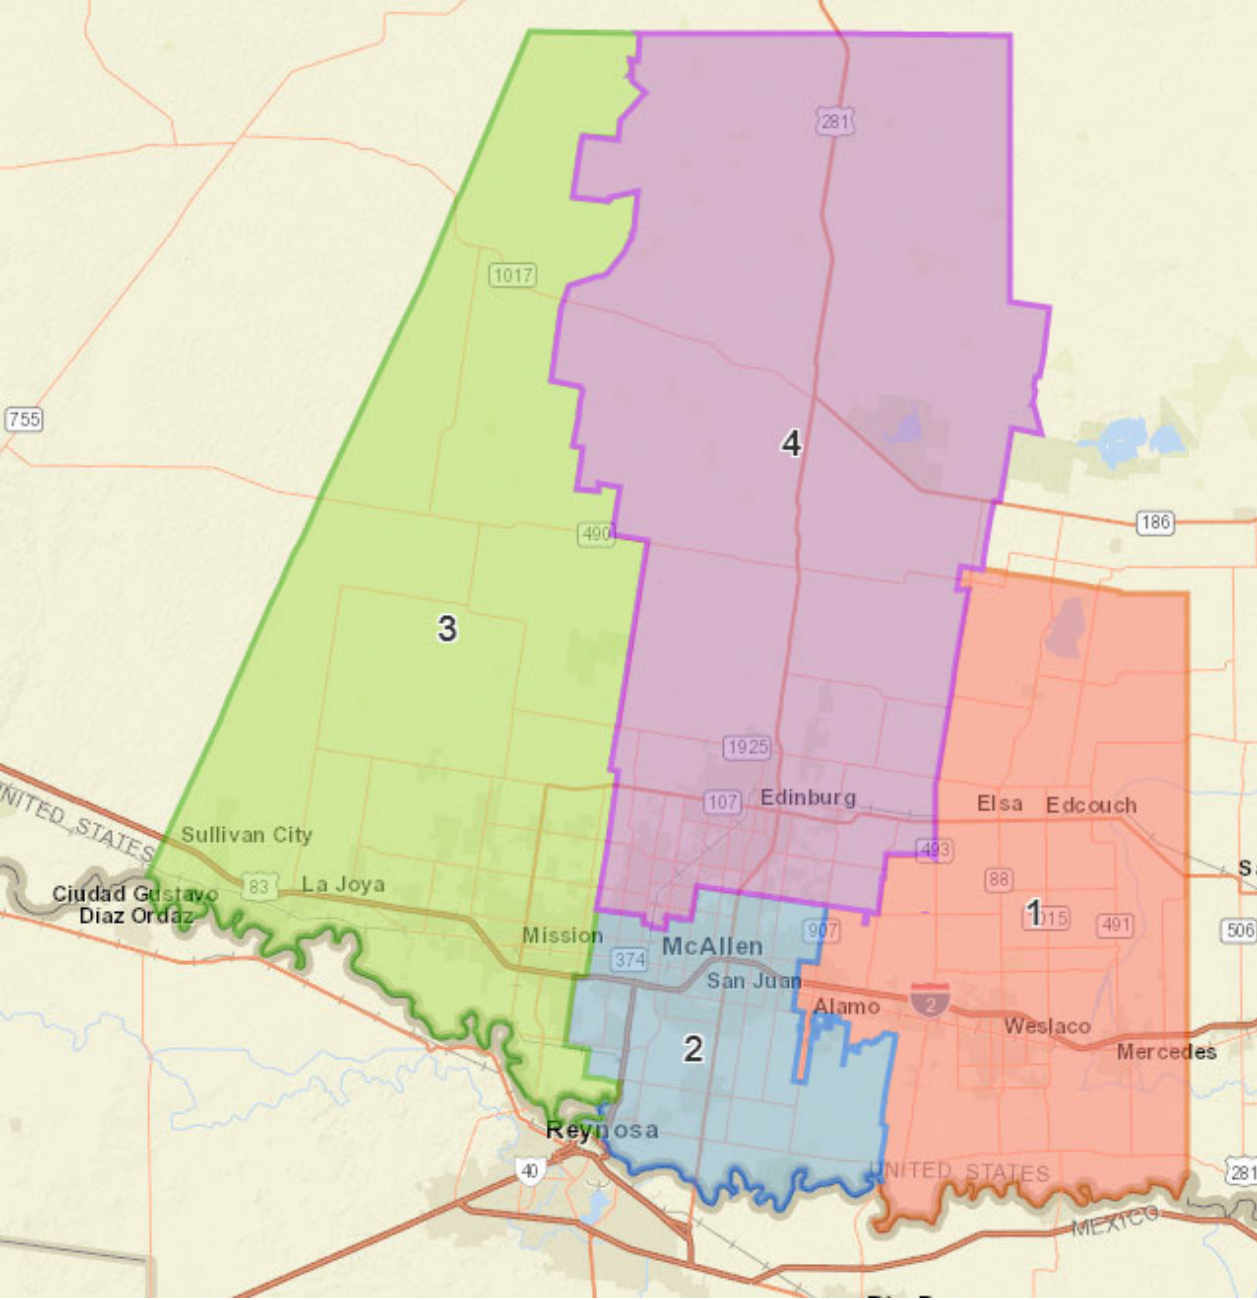 281
1017
755
4
186
490
3
1925
107
Edinburg
Elsa
Edcouch
UNITED STATES
Sullivan City
493
83
La Joya
88
Ciudad Gustavo
Díaz Ordaz
1
1015
491
506
Mission
374
McAllen
907
San Juan
2
Alamo
Weslaco
2
Mercedes
Reynosa
40
UNITED STATES
281
MEXICO